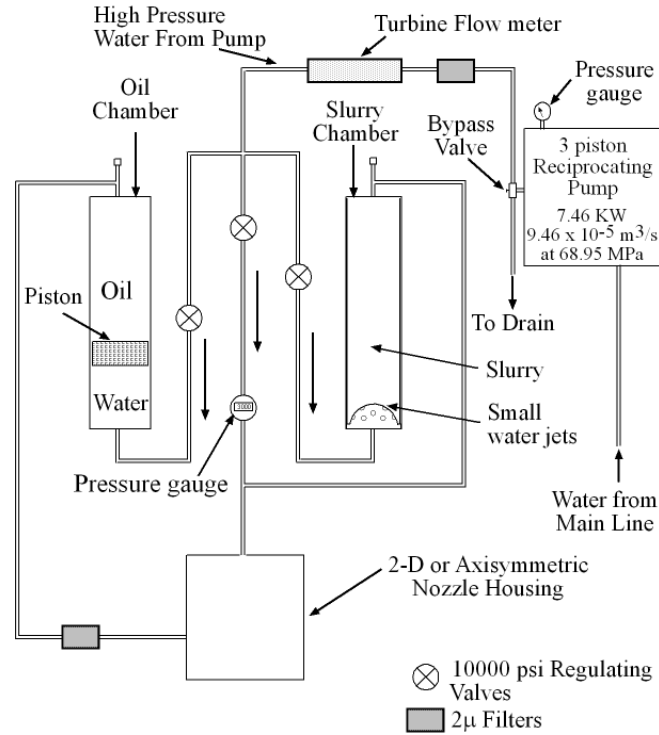 High Pressure
Water From Pump
Turbine Flow meter
Pressure
gauge
Oil
Chamber
Slurry
Chamber
Bypass
Valve
3 piston
Reciprocating
Pump
7.46 KW
9.46 x 10-5 m3/s
at 68.95 MPa
Oil
Piston
To Drain
Water
Slurry
Small
water jets
3000
Pressure gauge
Water from
Main Line
2-D or Axisymmetric
Nozzle Housing
10000 psi Regulating
Valves
2μ Filters